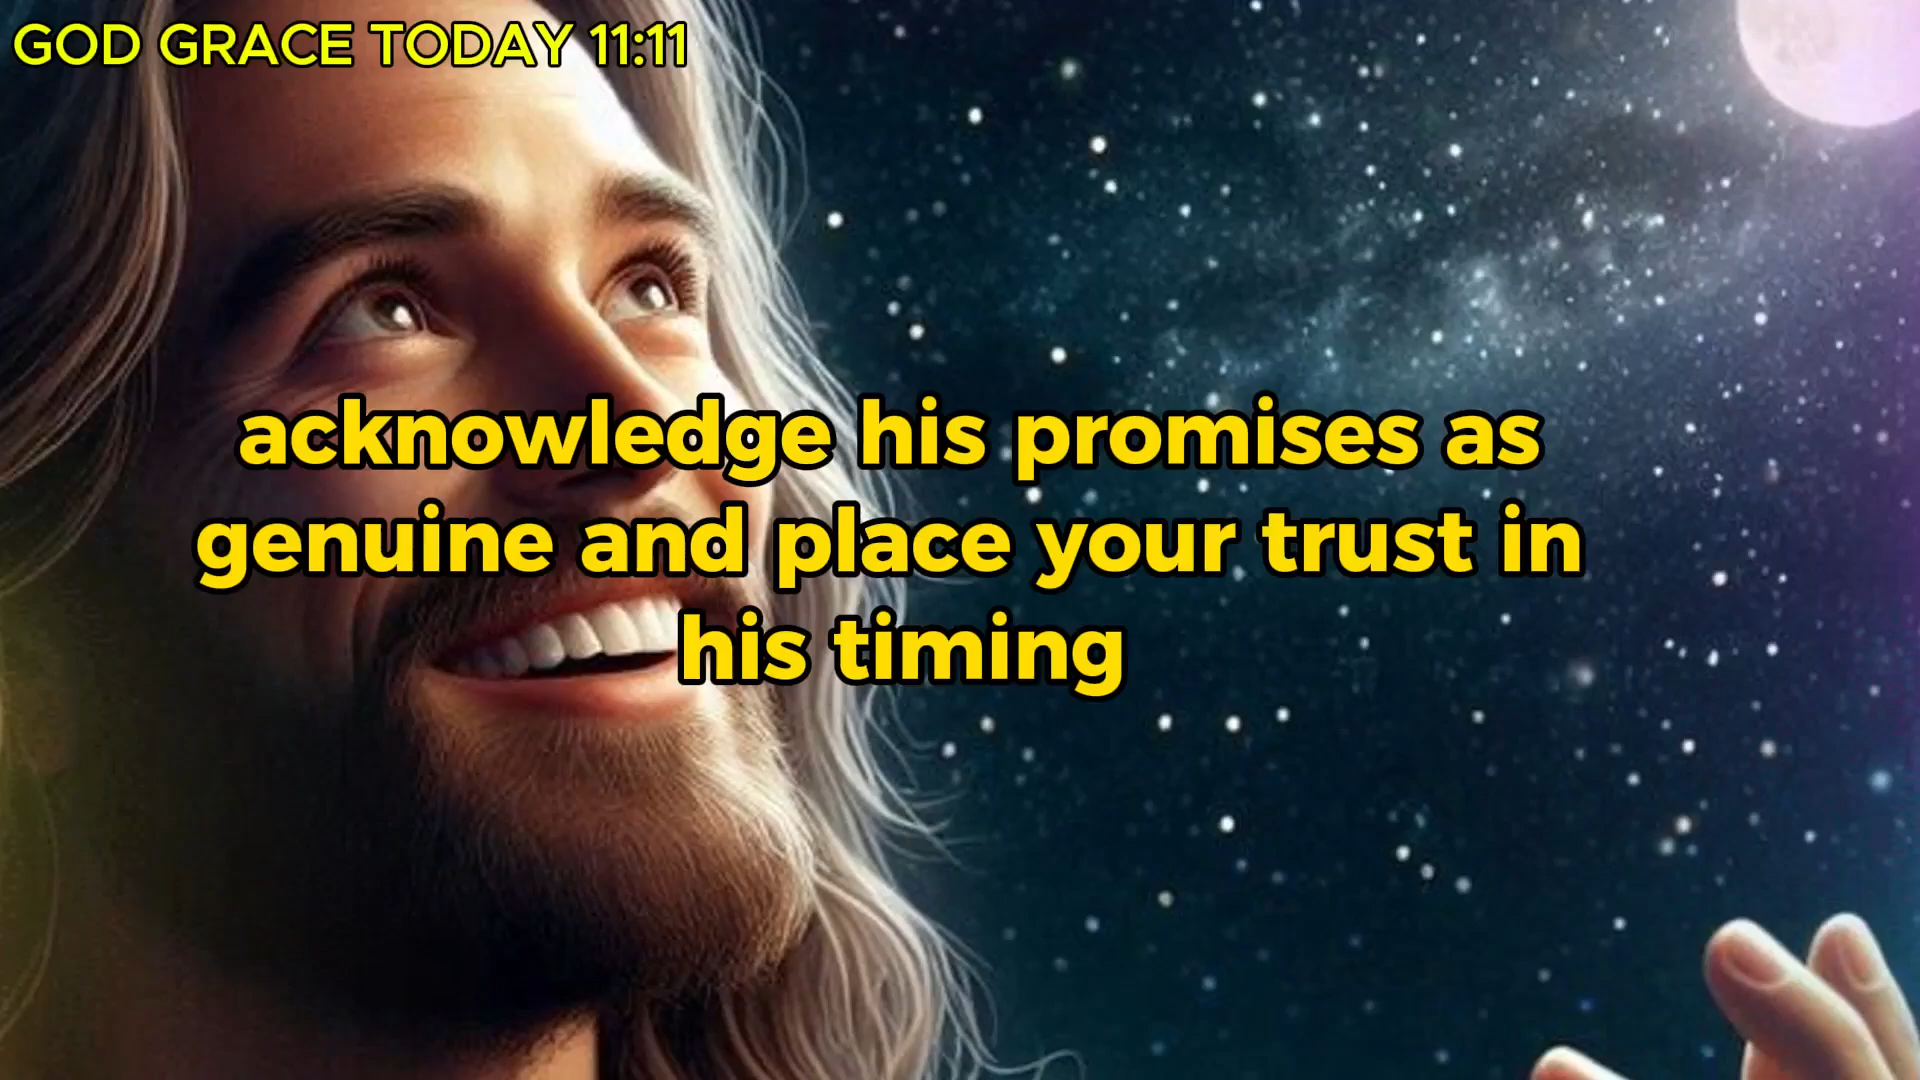 GOD GRACE TODAY 11:11
acknowledge his promises as
genuine and place your trust in
his timing